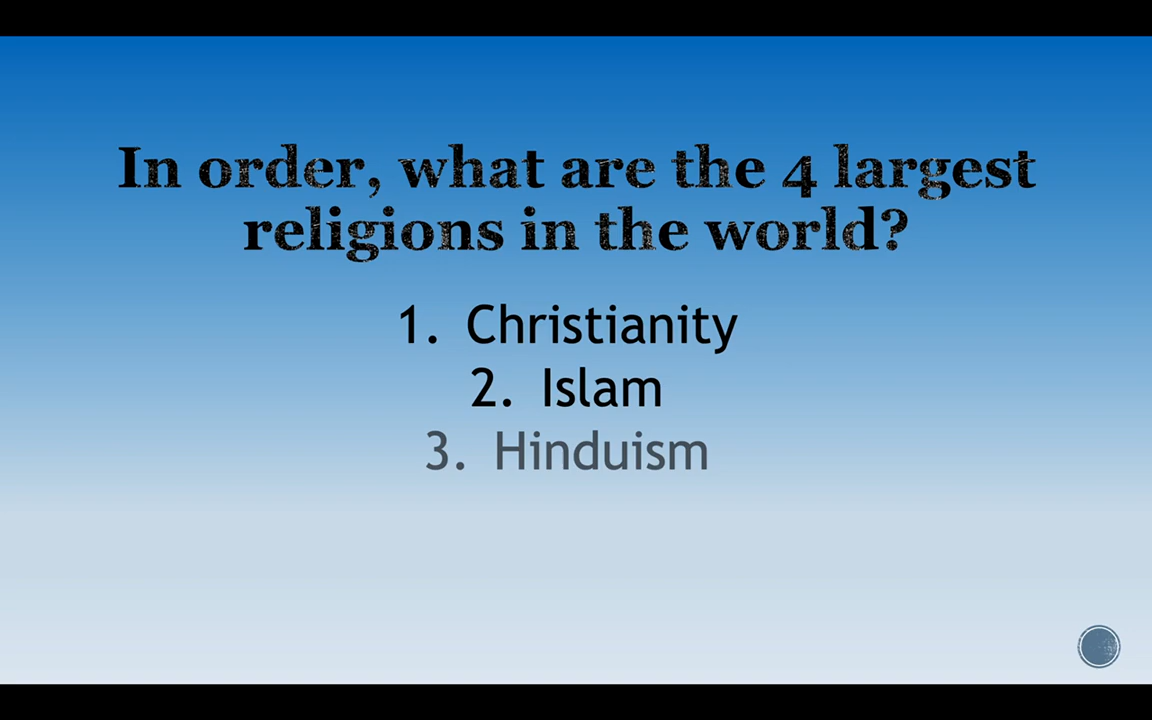 In order, what are the 4 largest
religions in the world?
1. Christianity
2. Islam
3. Hinduism